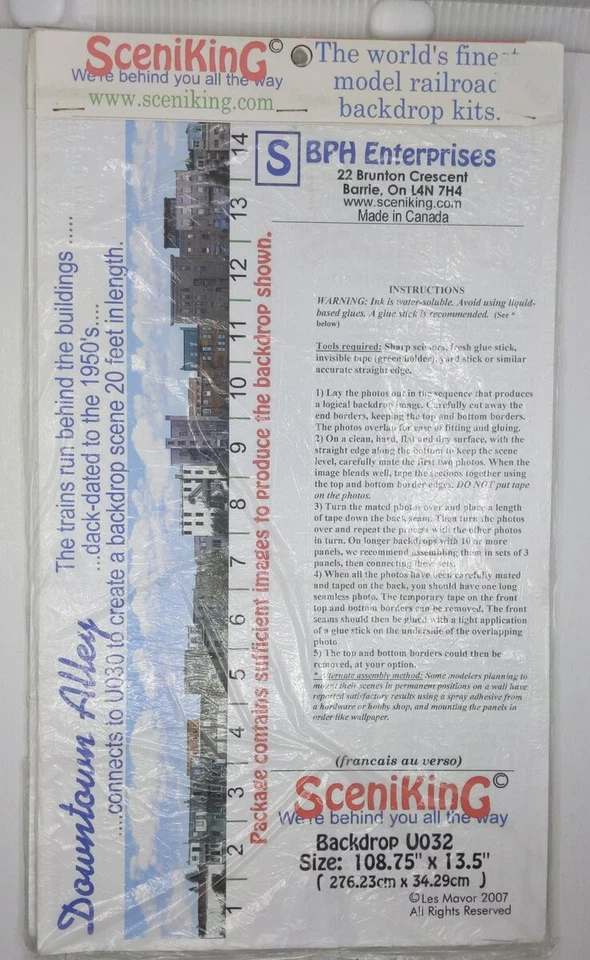 SceniKinG©
We're behind you all the way
www.sceniking.com
The world's finest
model railroad
backdrop kits.
S BPH Enterprises
22 Brunton Crescent
Barrie, On L4N 7H4
www.sceniking.com
Made in Canada
INSTRUCTIONS
WARNING: Ink is water-soluble. Avoid using liquid-
based glues. A glue stick is recommended. (See *
below)
Tools required: Sharp scissors, fresh glue stick,
invisible tape (green holder), yard stick or similar
accurate straight edge.
1) Lay the photos out in the sequence that produces
a logical backdrop image. Carefully cut away the
end borders, keeping the top and bottom borders.
The photos overlap for ease of fitting and gluing.
2) On a clean, hard, flat and dry surface, with the
straight edge along the bottom to keep the scene
level, carefully mate the first two photos. When the
image blends well, tape the sections together using
the top and bottom border edges. DO NOT put tape
on the photos.
3) Turn the mated photos over and place a length
of tape down the back seam. Then turn the photos
over and repeat the process with the other photos
in turn. On longer backdrops with 10 or more
panels, we recommend assembling them in sets of 3
panels, then connecting these sets.
4) When all the photos have been carefully mated
and taped on the back, you should have one long
seamless photo. The temporary tape on the front
top and bottom borders can be removed. The front
seams should then be glued with a light application
of a glue stick on the underside of the overlapping
photo.
5) The top and bottom borders could then be
removed, at your option.
* Alternate assembly method: Some modelers planning to
mount their scenes in permanent positions on a wall have
reported satisfactory results using a spray adhesive from
a hardware or hobby shop, and mounting the panels in
order like wallpaper.
(francais au verso)
SceniKinG©
We're behind you all the way
Backdrop U032
Size: 108.75" x 13.5"
( 276.23cm x 34.29cm )
©Les Mavor 2007
All Rights Reserved
Downtown Alley
The trains run behind the buildings .....
...dack-dated to the 1950's....
....connects to U030 to create a backdrop scene 20 feet in length.
1 2 3 4 5 6 7 8 9 10 11 12 13 14
Package contains sufficient images to produce the backdrop shown.